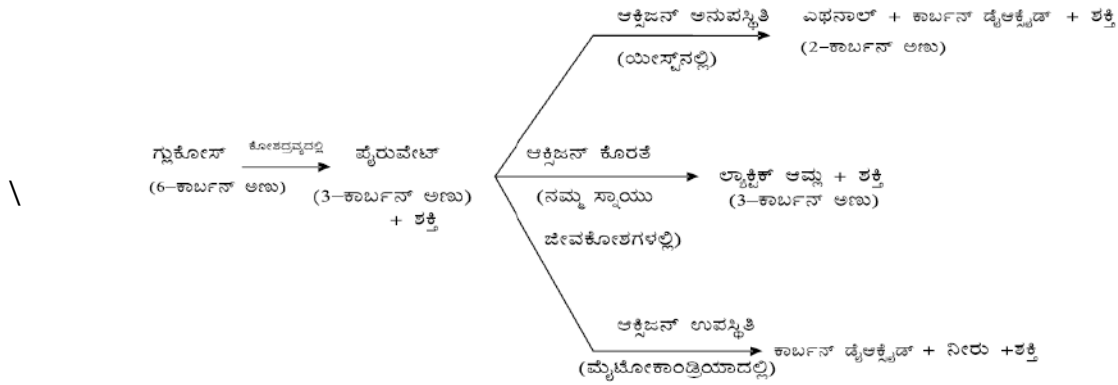 ಆಕ್ಸಿಜನ್ ಅನುಪಸ್ಥಿತಿ
(ಯೀಸ್ಟ್‌ನಲ್ಲಿ)
ಎಥನಾಲ್ + ಕಾರ್ಬನ್ ಡೈಆಕ್ಸೈಡ್ + ಶಕ್ತಿ
(2-ಕಾರ್ಬನ್ ಅಣು)
\
ಗ್ಲುಕೋಸ್
(6-ಕಾರ್ಬನ್ ಅಣು)
ಕೋಶದ್ರವ್ಯದಲ್ಲಿ
ಪೈರುವೇಟ್
(3-ಕಾರ್ಬನ್ ಅಣು)
+ ಶಕ್ತಿ
ಆಕ್ಸಿಜನ್ ಕೊರತೆ
(ನಮ್ಮ ಸ್ನಾಯು
ಜೀವಕೋಶಗಳಲ್ಲಿ)
ಲ್ಯಾಕ್ಟಿಕ್ ಆಮ್ಲ + ಶಕ್ತಿ
(3-ಕಾರ್ಬನ್ ಅಣು)
ಆಕ್ಸಿಜನ್ ಉಪಸ್ಥಿತಿ
(ಮೈಟೋಕಾಂಡ್ರಿಯಾದಲ್ಲಿ)
ಕಾರ್ಬನ್ ಡೈಆಕ್ಸೈಡ್ + ನೀರು +ಶಕ್ತಿ